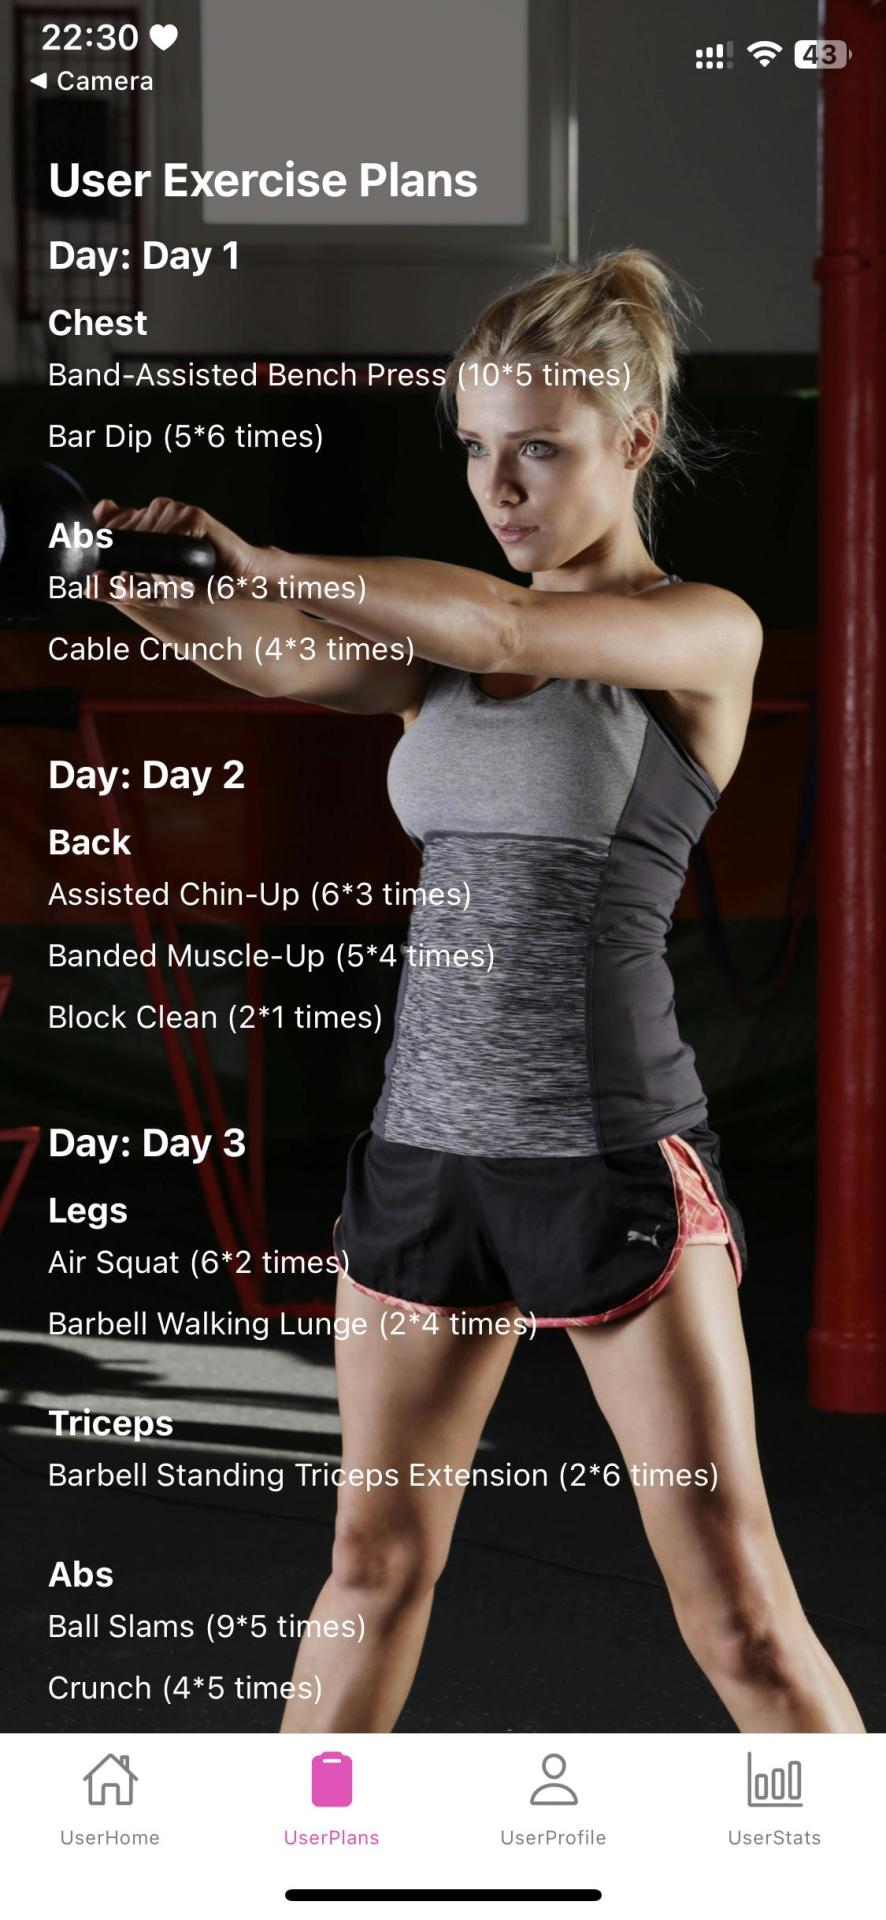 22:30
43
Camera
User Exercise Plans
Day: Day 1
Chest
Band-Assisted Bench Press (10*5 times)
Bar Dip (5*6 times)
Abs
Ball Slams (6*3 times)
Cable Crunch (4*3 times)
Day: Day 2
Back
Assisted Chin-Up (6*3 times)
Banded Muscle-Up (5*4 times)
Block Clean (2*1 times)
Day: Day 3
Legs
Air Squat (6*2 times)
Barbell Walking Lunge (2*4 times)
Triceps
Barbell Standing Triceps Extension (2*6 times)
Abs
Ball Slams (9*5 times)
Crunch (4*5 times)
UserHome
UserPlans
UserProfile
UserStats